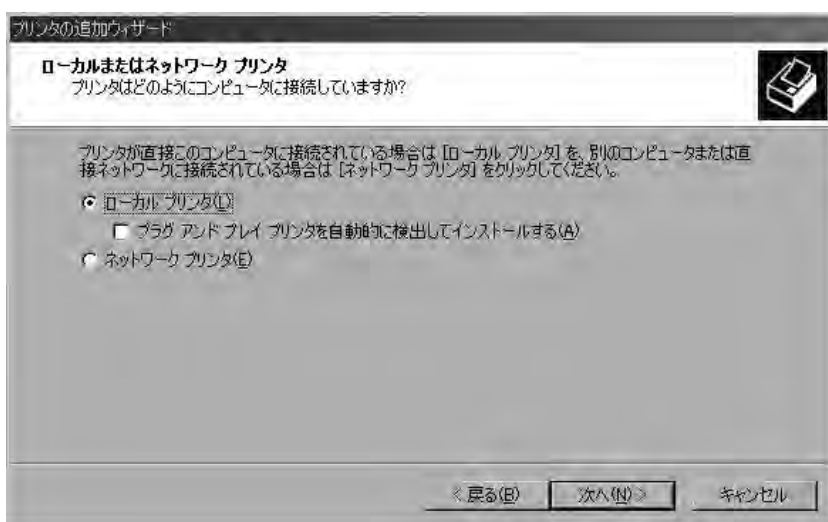 プリンタの追加ウィザード
ローカルまたはネットワーク プリンタ
プリンタはどのようにコンピュータに接続していますか?
プリンタが直接このコンピュータに接続されている場合は [ローカル プリンタ] を、別のコンピュータまたは直
接ネットワークに接続されている場合は [ネットワーク プリンタ] をクリックしてください。
ローカル プリンタ(L)
プラグ アンド プレイ プリンタを自動的に検出してインストールする(A)
ネットワーク プリンタ(E)
< 戻る(B) 次へ(N) > キャンセル